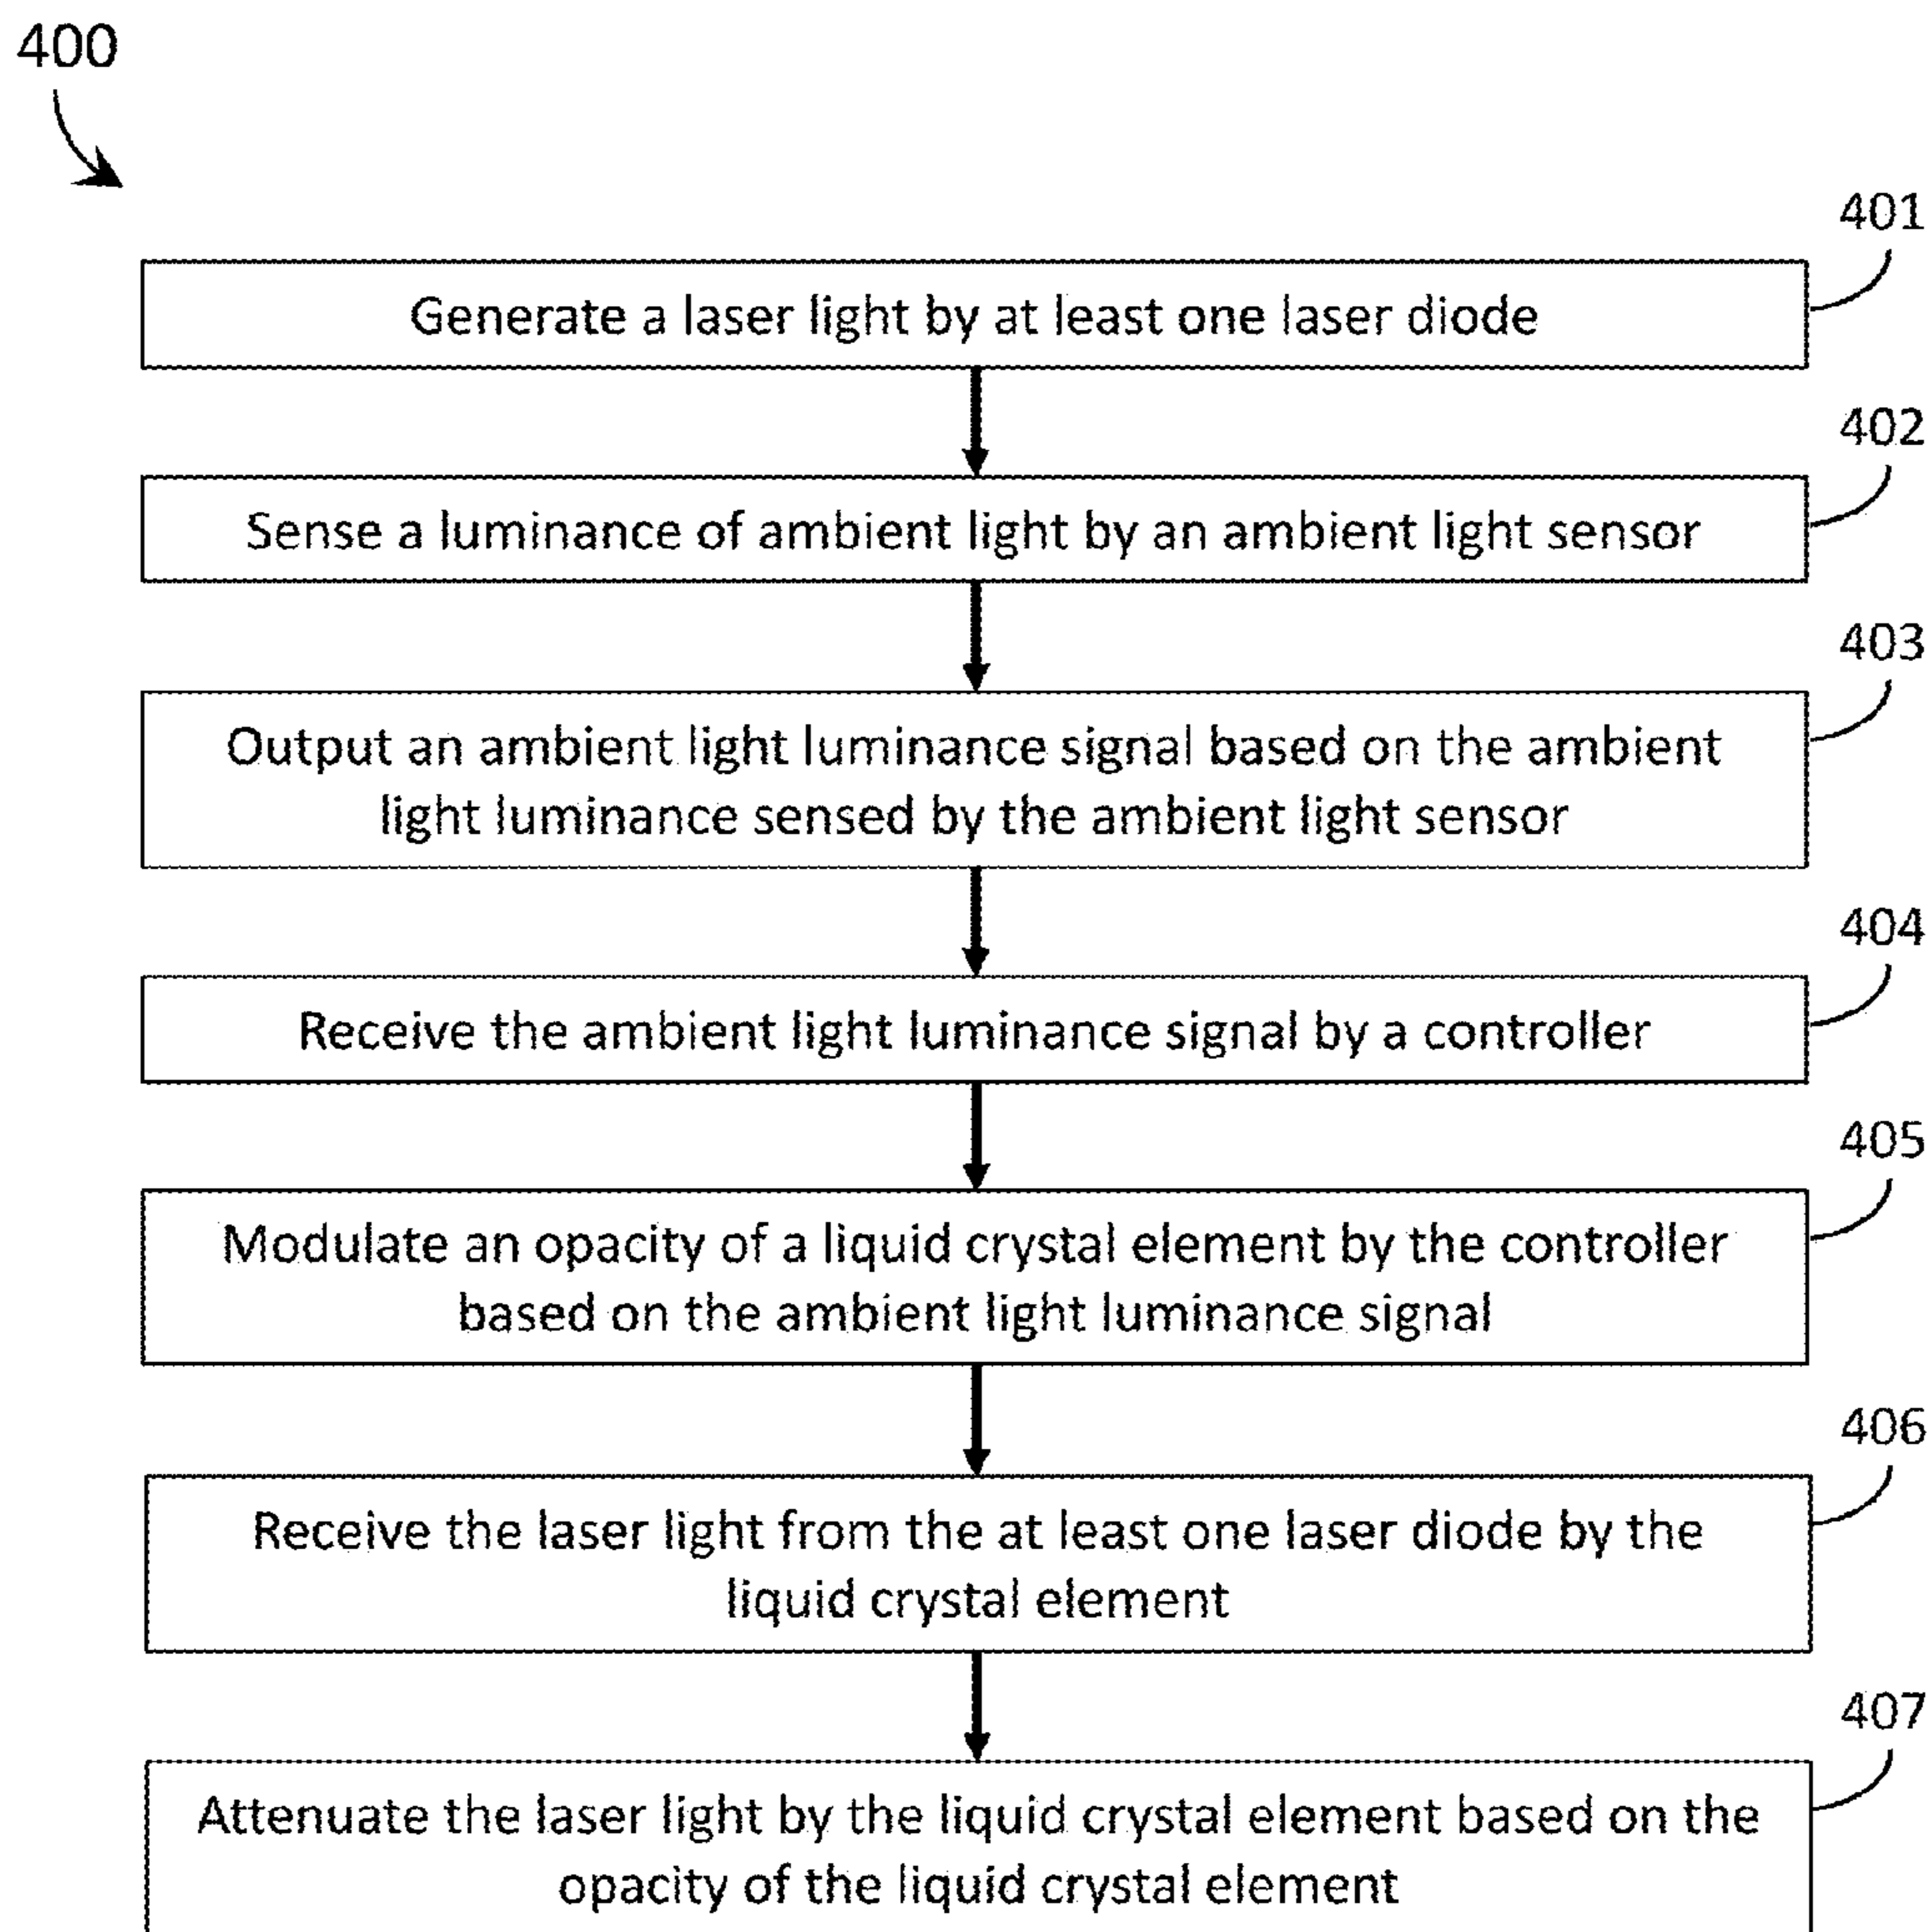 400
401
Generate a laser light by at least one laser diode
402
Sense a luminance of ambient light by an ambient light sensor
403
Output an ambient light luminance signal based on the ambient
light luminance sensed by the ambient light sensor
404
Receive the ambient light luminance signal by a controller
405
Modulate an opacity of a liquid crystal element by the controller
based on the ambient light luminance signal
406
Receive the laser light from the at least one laser diode by the
liquid crystal element
407
Attenuate the laser light by the liquid crystal element based on the
opacity of the liquid crystal element